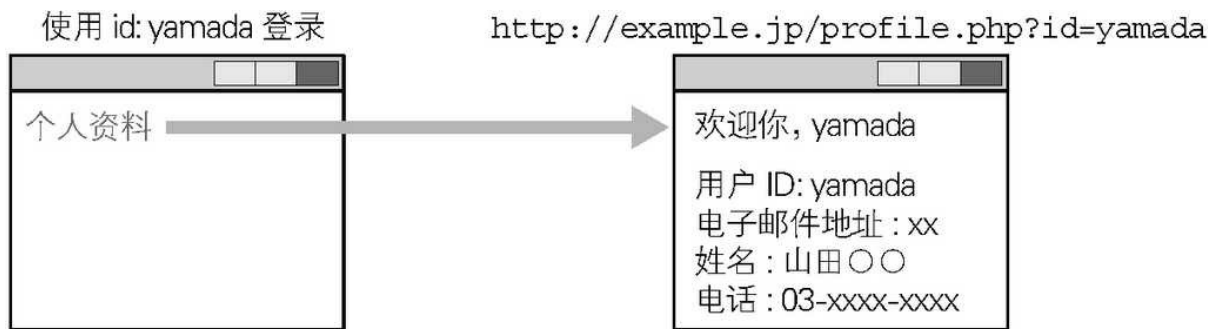 使用 id: yamada 登录
http://example.jp/profile.php?id=yamada
个人资料
欢迎你, yamada
用户 ID: yamada
电子邮件地址 : xx
姓名 : 山田○○
电话 : 03-xxxx-xxxx